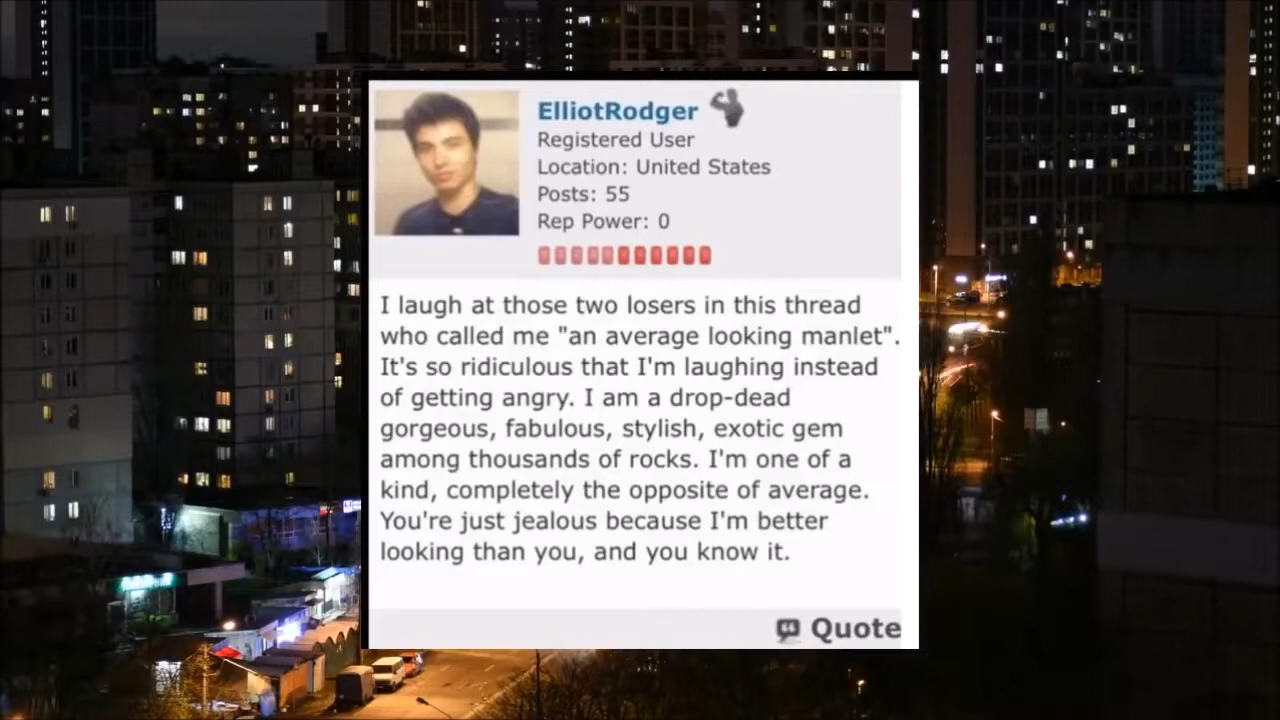 ElliotRodger
Registered User
Location: United States
Posts: 55
Rep Power: 0
I laugh at those two losers in this thread
who called me "an average looking manlet".
It's so ridiculous that I'm laughing instead
of getting angry. I am a drop-dead
gorgeous, fabulous, stylish, exotic gem
among thousands of rocks. I'm one of a
kind, completely the opposite of average.
You're just jealous because I'm better
looking than you, and you know it.
Quote